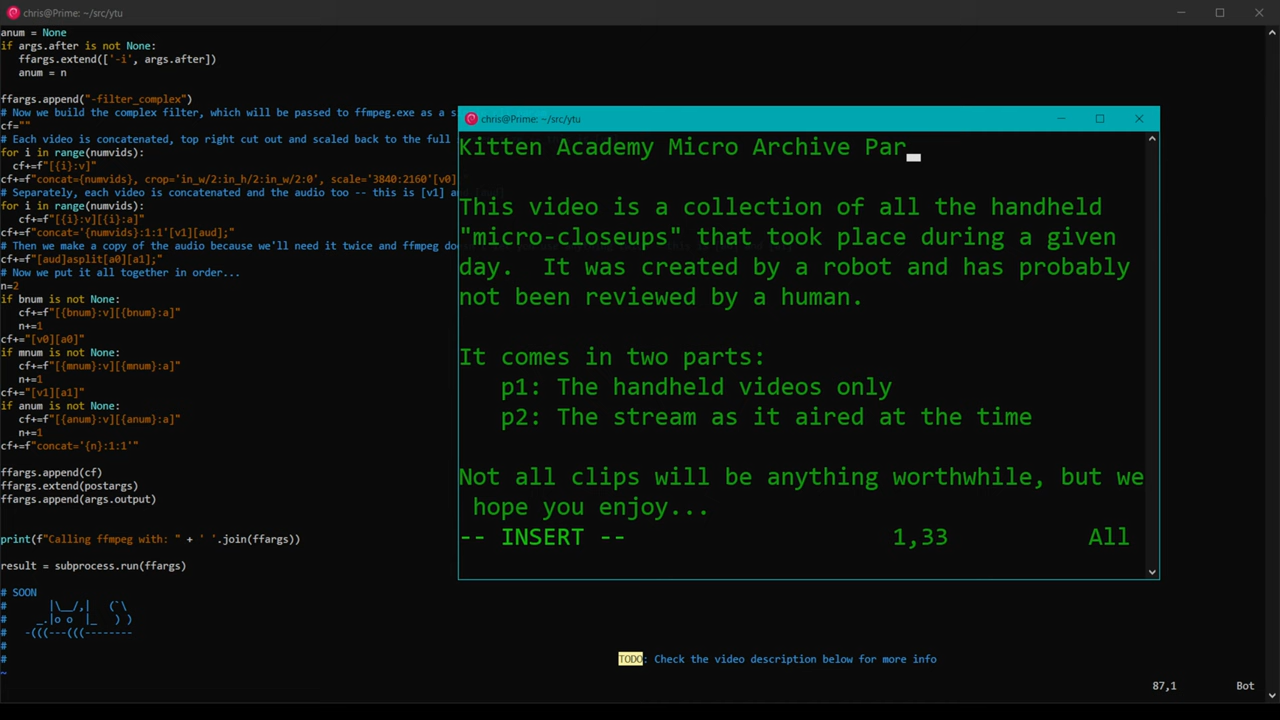 chris@Prime: ~/src/ytu
anum = None
if args.after is not None:
    ffargs.extend(['-i', args.after])
    anum = n
ffargs.append("-filter_complex")
# Now we build the complex filter, which will be passed to ffmpeg.exe as a s
cf=""
# Each video is concatenated, top right cut out and scaled back to the full
for i in range(numvids):
    cf+=f"[{i}:v]"
cf+=f"concat={numvids}, crop='in_w/2:in_h/2:in_w/2:0', scale='3840:2160'[v0]
# Separately, each video is concatenated and the audio too -- this is [v1] a
for i in range(numvids):
    cf+=f"[{i}:v][{i}:a]"
cf+=f"concat='{numvids}:1:1'[v1][aud];"
# Then we make a copy of the audio because we'll need it twice and ffmpeg do
cf+=f"[aud]asplit[a0][a1];"
# Now we put it all together in order...
n=2
if bnum is not None:
    cf+=f"[{bnum}:v][{bnum}:a]"
    n+=1
cf+="[v0][a0]"
if mnum is not None:
    cf+=f"[{mnum}:v][{mnum}:a]"
    n+=1
cf+="[v1][a1]"
if anum is not None:
    cf+=f"[{anum}:v][{anum}:a]"
    n+=1
cf+=f"concat='{n}:1:1'"
ffargs.append(cf)
ffargs.extend(postargs)
ffargs.append(args.output)
print(f"Calling ffmpeg with: " + ' '.join(ffargs))
result = subprocess.run(ffargs)
# SOON
#      |\__/,|   (`\
#    _.|o o  |_   ) )
#  -(((---(((--------
#
#
~
TODO: Check the video description below for more info
87,1 Bot
chris@Prime: ~/src/ytu
Kitten Academy Micro Archive Par
This video is a collection of all the handheld
"micro-closeups" that took place during a given
day.  It was created by a robot and has probably
not been reviewed by a human.
It comes in two parts:
   p1: The handheld videos only
   p2: The stream as it aired at the time
Not all clips will be anything worthwhile, but we
 hope you enjoy...
-- INSERT -- 1,33 All